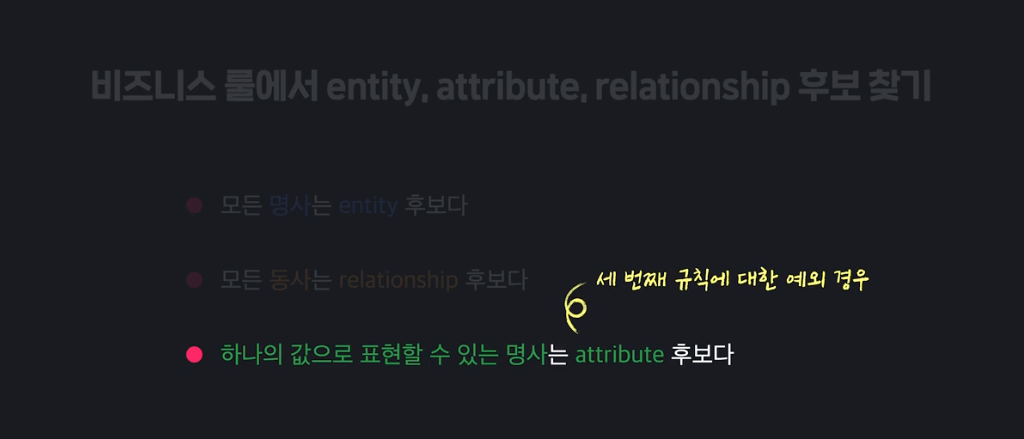 비즈니스 룰에서 entity, attribute, relationship 후보 찾기
모든 명사는 entity 후보다
모든 동사는 relationship 후보다
세 번째 규칙에 대한 예외 경우
하나의 값으로 표현할 수 있는 명사는 attribute 후보다